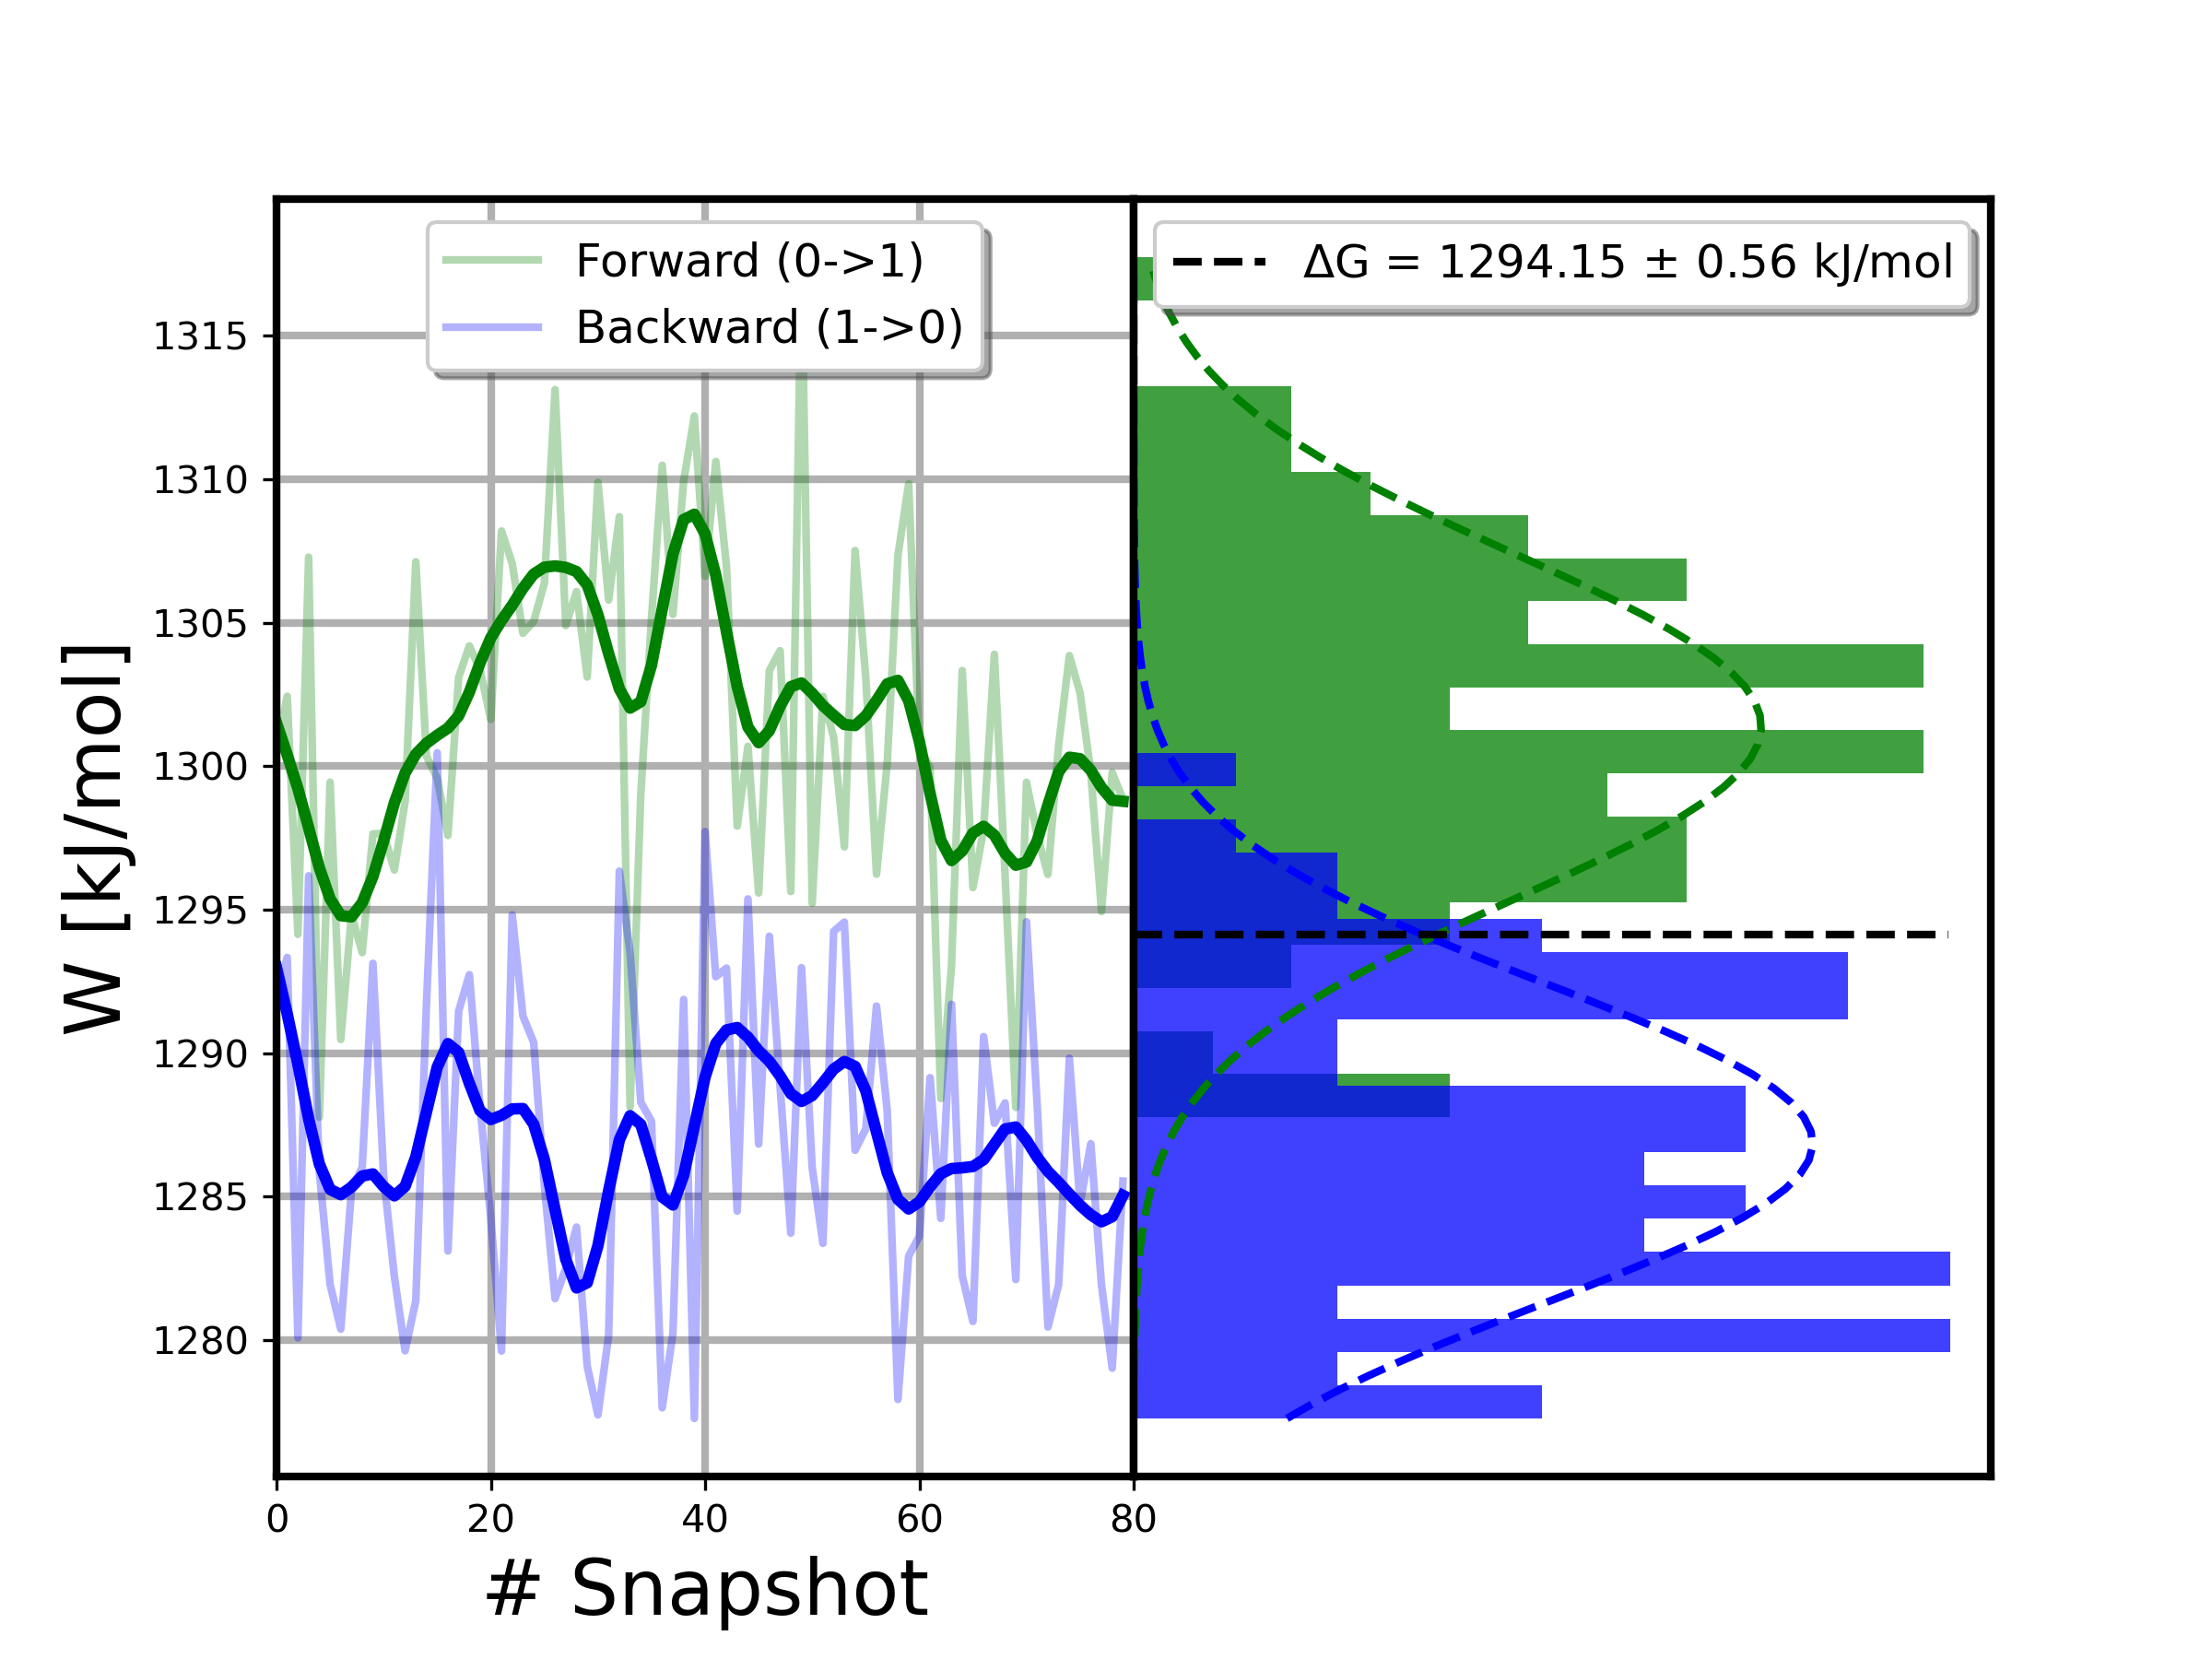 Forward (0->1)
Backward (1->0)
ΔG = 1294.15 ± 0.56 kJ/mol
W [kJ/mol]
1315
1310
1305
1300
1295
1290
1285
1280
0 20 40 60 80
# Snapshot